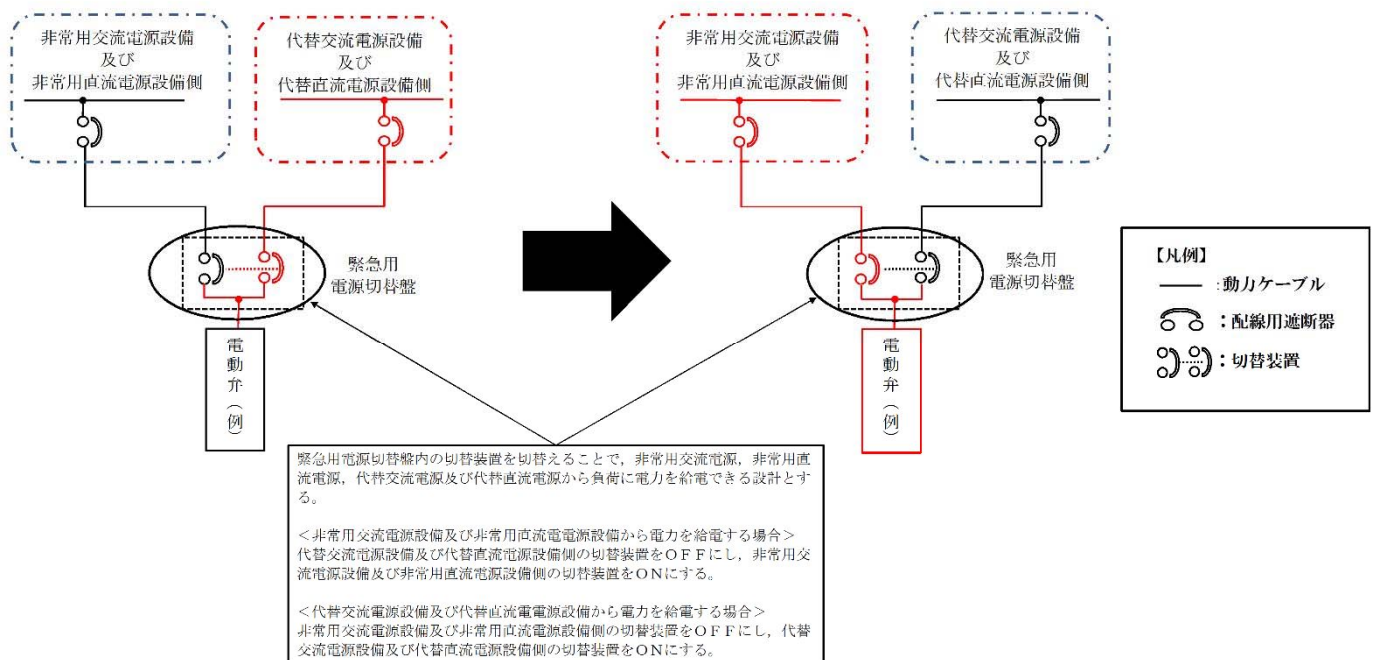 非常用交流電源設備
及び
非常用直流電源設備側
代替交流電源設備
及び
代替直流電源設備側
緊急用
電源切替盤
電動弁（例）
非常用交流電源設備
及び
非常用直流電源設備側
代替交流電源設備
及び
代替直流電源設備側
緊急用
電源切替盤
電動弁（例）
【凡例】
：動力ケーブル
：配線用遮断器
：切替装置
緊急用電源切替盤内の切替装置を切替えることで，非常用交流電源，非常用直
流電源，代替交流電源及び代替直流電源から負荷に電力を給電できる設計とす
る。
＜非常用交流電源設備及び非常用直流電電源設備から電力を給電する場合＞
代替交流電源設備及び代替直流電源設備側の切替装置をＯＦＦにし，非常用交
流電源設備及び非常用直流電源設備側の切替装置をＯＮにする。
＜代替交流電源設備及び代替直流電電源設備から電力を給電する場合＞
非常用交流電源設備及び非常用直流電源設備側の切替装置をＯＦＦにし，代替
交流電源設備及び代替直流電源設備側の切替装置をＯＮにする。